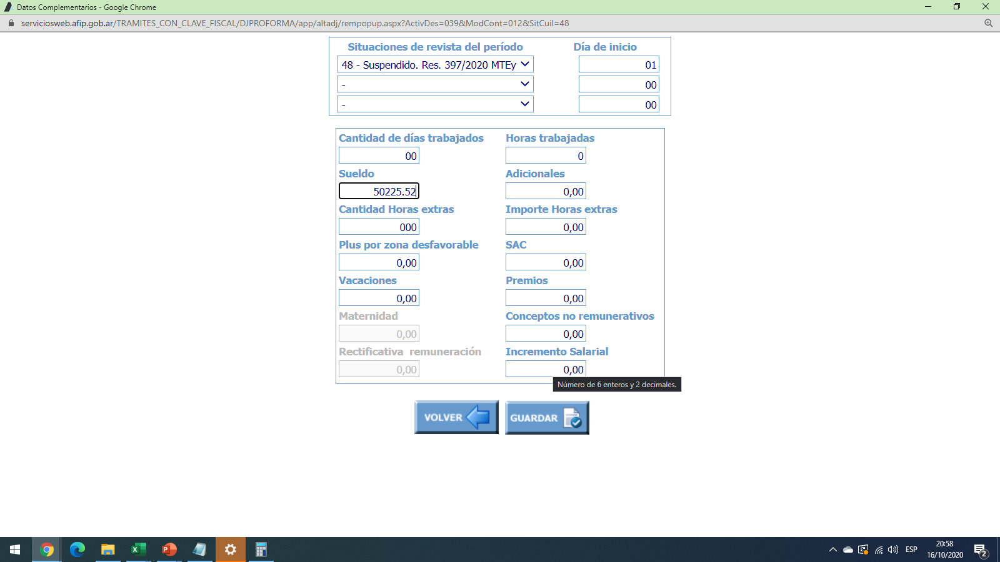 Datos Complementarios - Google Chrome
serviciosweb.afip.gob.ar/TRAMITES_CON_CLAVE_FISCAL/DJPROFORMA/app/altadj/rempopup.aspx?ActivDes=039&ModCont=012&SitCuil=48
Situaciones de revista del período Día de inicio
48 - Suspendido. Res. 397/2020 MTEy 01
- 00
- 00
Cantidad de días trabajados Horas trabajadas
00 0
Sueldo Adicionales
50225.52 0,00
Cantidad Horas extras Importe Horas extras
000 0,00
Plus por zona desfavorable SAC
0,00 0,00
Vacaciones Premios
0,00 0,00
Maternidad Conceptos no remunerativos
0,00 0,00
Rectificativa remuneración Incremento Salarial
0,00 0,00
Número de 6 enteros y 2 decimales.
VOLVER GUARDAR
ESP 20:58
16/10/2020 2